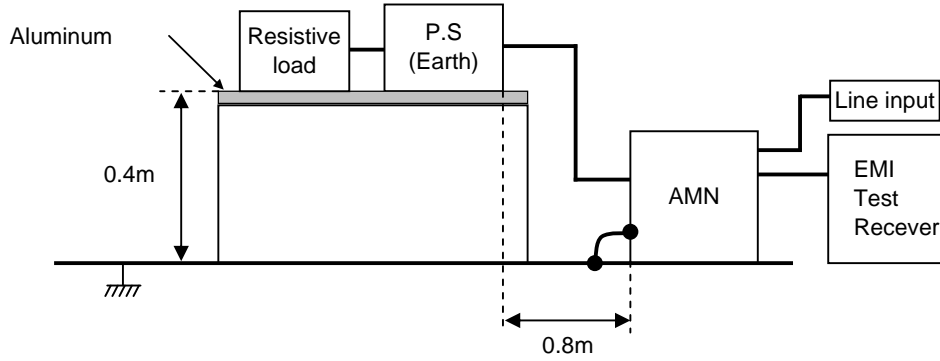 Aluminum
Resistive
load
P.S
(Earth)
Line input
0.4m
AMN
EMI
Test
Recever
0.8m